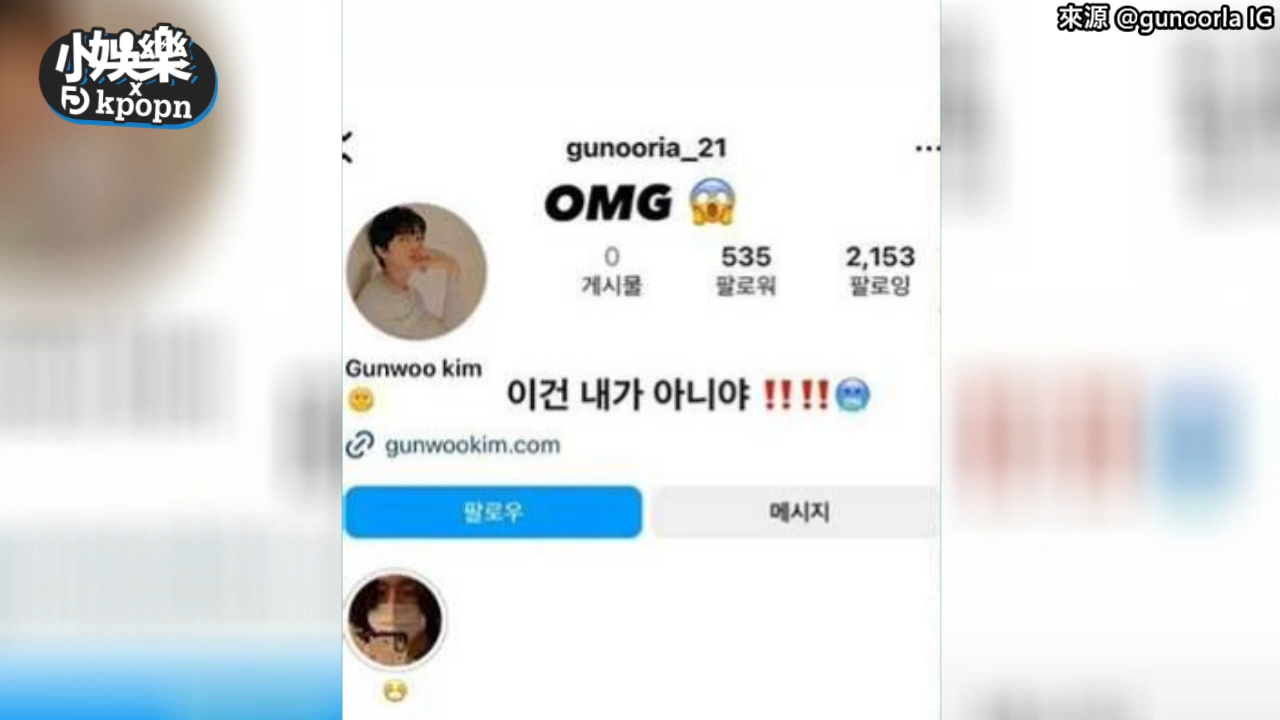 來源 @gunoorla IG
小娛樂
x
kpopn
gunooria_21
OMG 😱
0 535 2,153
게시물 팔로워 팔로잉
Gunwoo kim
🙂
이건 내가 아니야 ‼️‼️🥶
gunwookim.com
팔로우 메시지